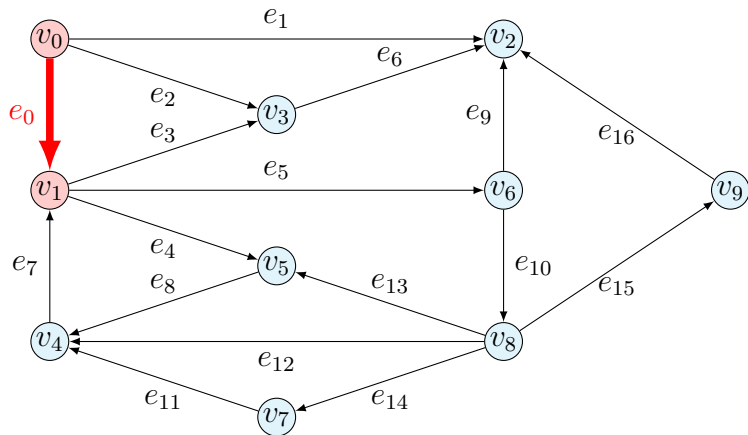 e₁
v₀
v₂
e₆
e₂
e₀
v₃
e₃
e₉
e₁₆
e₅
v₁
v₆
v₉
e₄
e₇
v₅
e₁₀
e₈
e₁₃
e₁₅
v₄
v₈
e₁₂
e₁₁
e₁₄
v₇